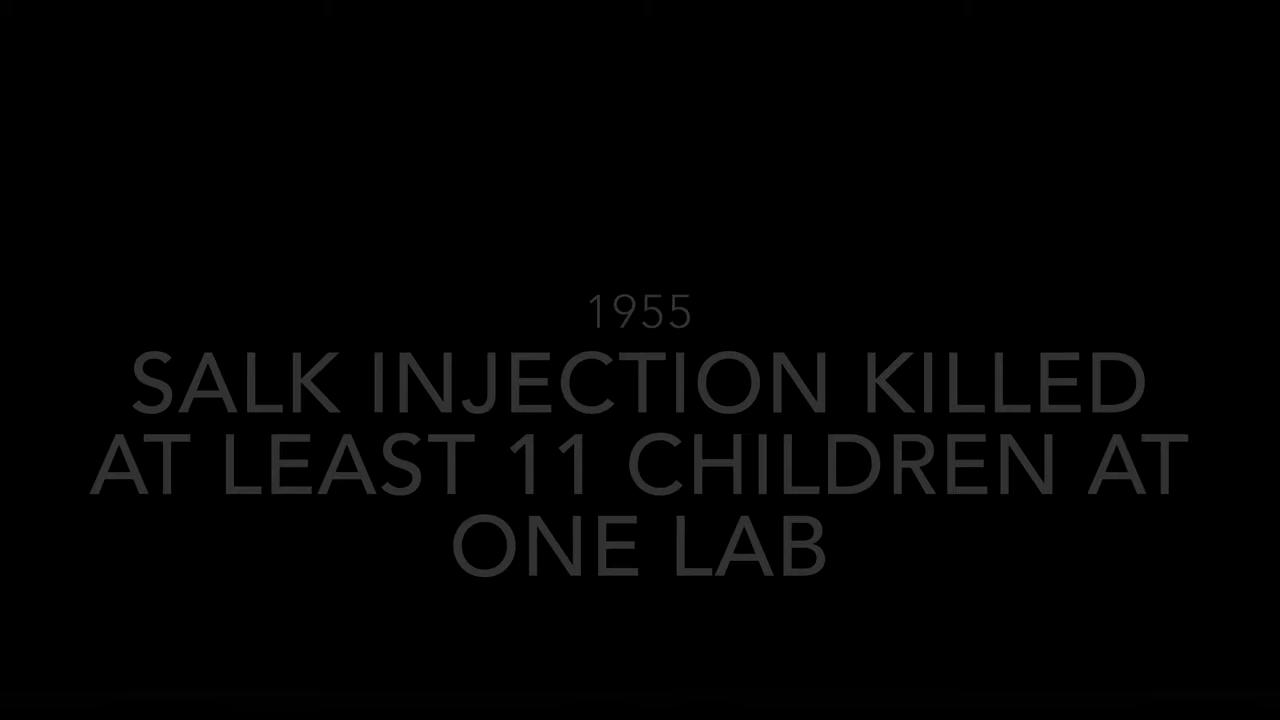 1955
SALK INJECTION KILLED
AT LEAST 11 CHILDREN AT
ONE LAB